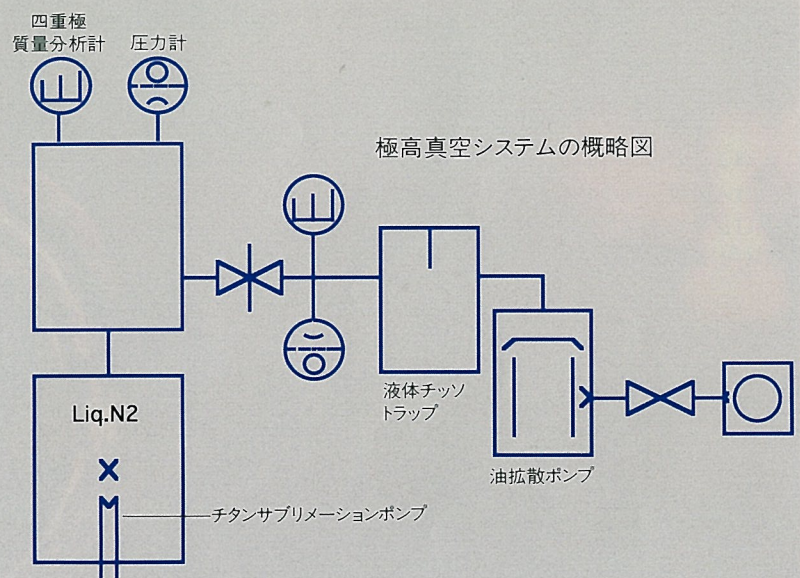 四重極
質量分析計
圧力計
極高真空システムの概略図
液体チッソ
トラップ
Liq.N2
油拡散ポンプ
チタンサブリメーションポンプ